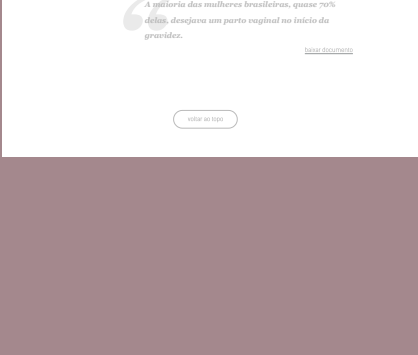 “
A maioria das mulheres brasileiras, quase 70%
delas, desejava um parto vaginal no início da
gravidez.
baixar documento
voltar ao topo